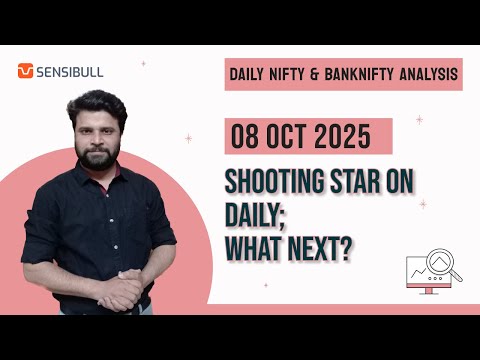 SENSIBULL
DAILY NIFTY & BANKNIFTY ANALYSIS
08 OCT 2025
SHOOTING STAR ON
DAILY;
WHAT NEXT?